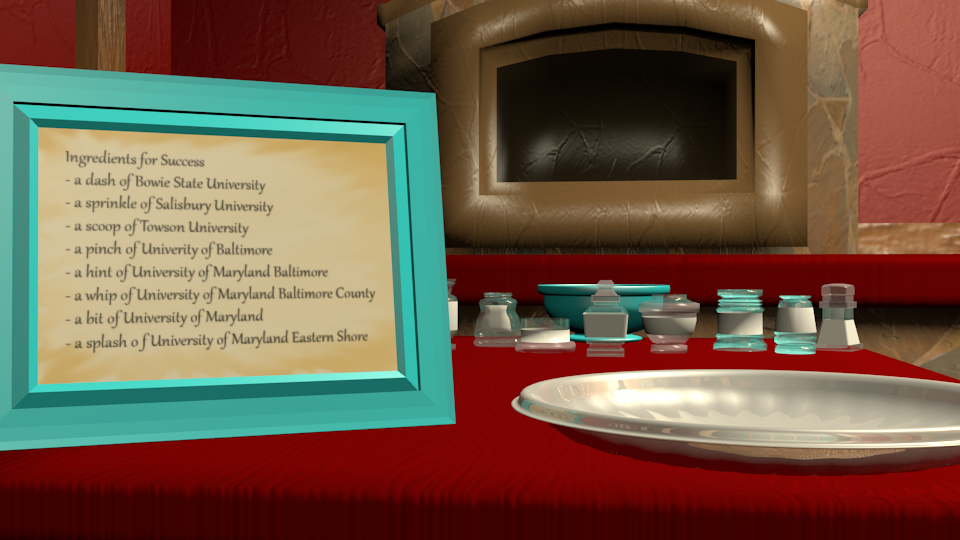 Ingredients for Success
- a dash of Bowie State University
- a sprinkle of Salisbury University
- a scoop of Towson University
- a pinch of Univerity of Baltimore
- a hint of University of Maryland Baltimore
- a whip of University of Maryland Baltimore County
- a bit of University of Maryland
- a splash o f University of Maryland Eastern Shore